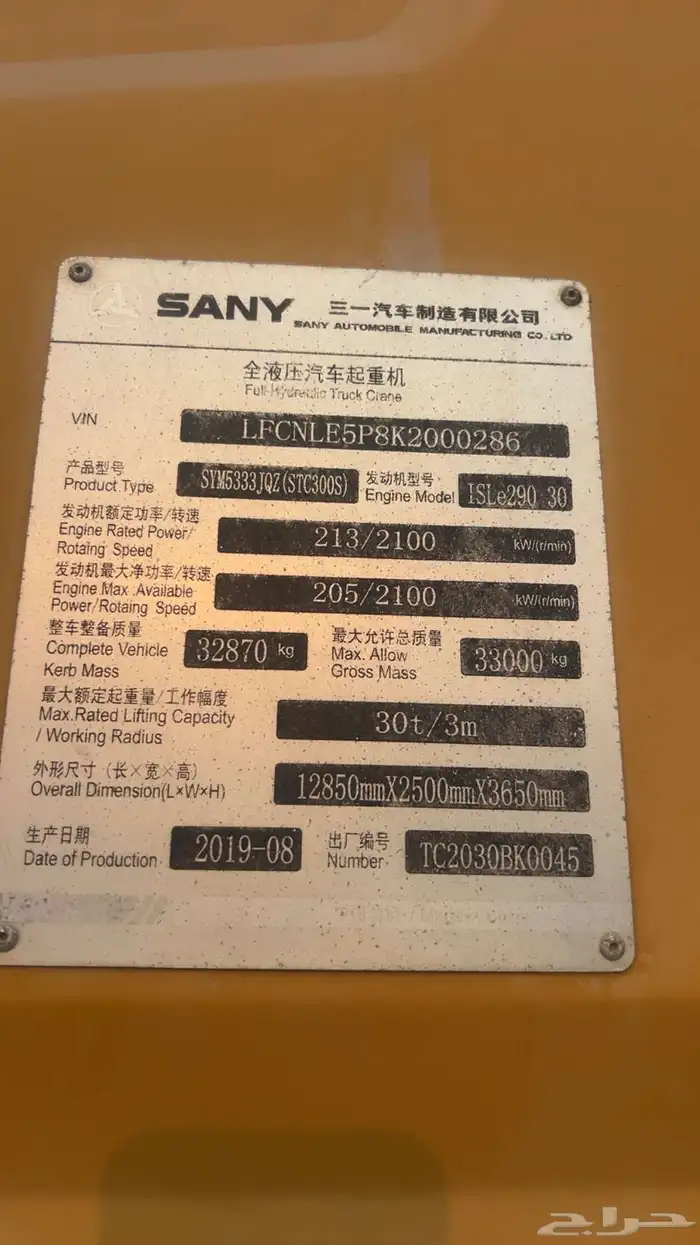 SANY 三一汽车制造有限公司
SANY AUTOMOBILE MANUFACTURING CO.,LTD
全液压汽车起重机
Full-Hydraulic Truck Crane
VIN LFCNLE5P8K2000286
产品型号 发动机型号
Product Type SYM5333JQZ(STC300S) Engine Model ISLe290 30
发动机额定功率/转速
Engine Rated Power/ 213/2100 kW/(r/min)
Rotaing Speed
发动机最大净功率/转速
Engine Max .Available 205/2100 kW/(r/min)
Power/Rotaing Speed
整车整备质量 最大允许总质量
Complete Vehicle 32870 kg Max. Allow 33000 kg
Kerb Mass Gross Mass
最大额定起重量/工作幅度
Max.Rated Lifting Capacity 30t/3m
/ Working Radius
外形尺寸（长×宽×高）
Overall Dimension(L×W×H) 12850mmX2500mmX3650mm
生产日期 出厂编号
Date of Production 2019-08 Number TC2030BK0045
حراج